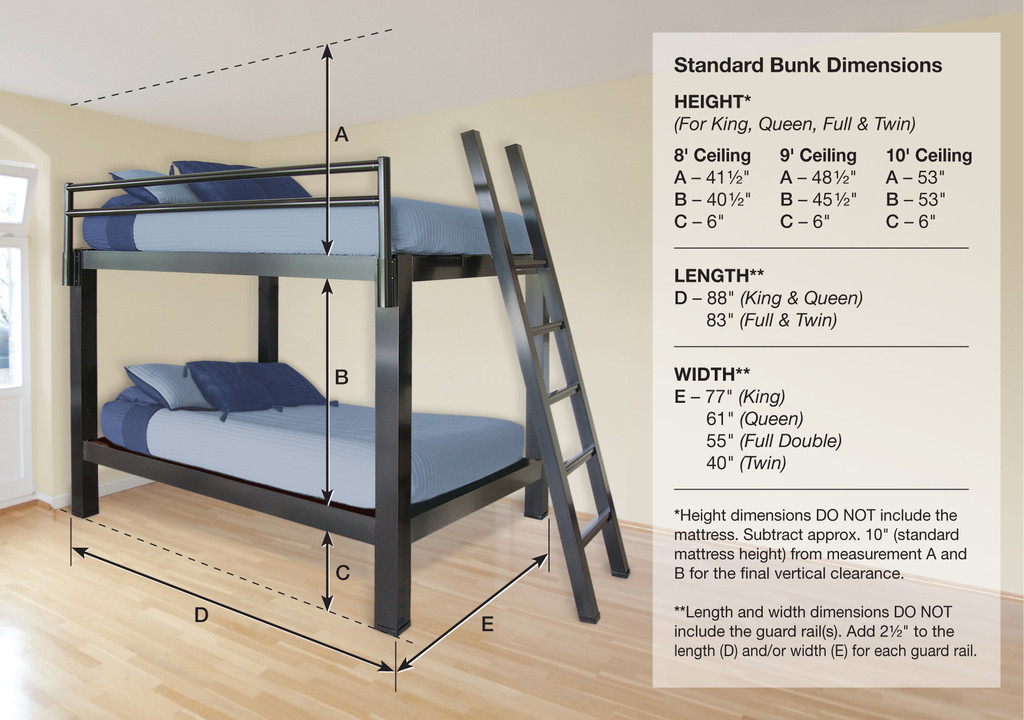 A
B
C
D
E
Standard Bunk Dimensions
HEIGHT*
(For King, Queen, Full & Twin)
8' Ceiling 9' Ceiling 10' Ceiling
A – 41½" A – 48½" A – 53"
B – 40½" B – 45½" B – 53"
C – 6" C – 6" C – 6"
LENGTH**
D – 88" (King & Queen)
83" (Full & Twin)
WIDTH**
E – 77" (King)
61" (Queen)
55" (Full Double)
40" (Twin)
*Height dimensions DO NOT include the
mattress. Subtract approx. 10" (standard
mattress height) from measurement A and
B for the final vertical clearance.
**Length and width dimensions DO NOT
include the guard rail(s). Add 2½" to the
length (D) and/or width (E) for each guard rail.